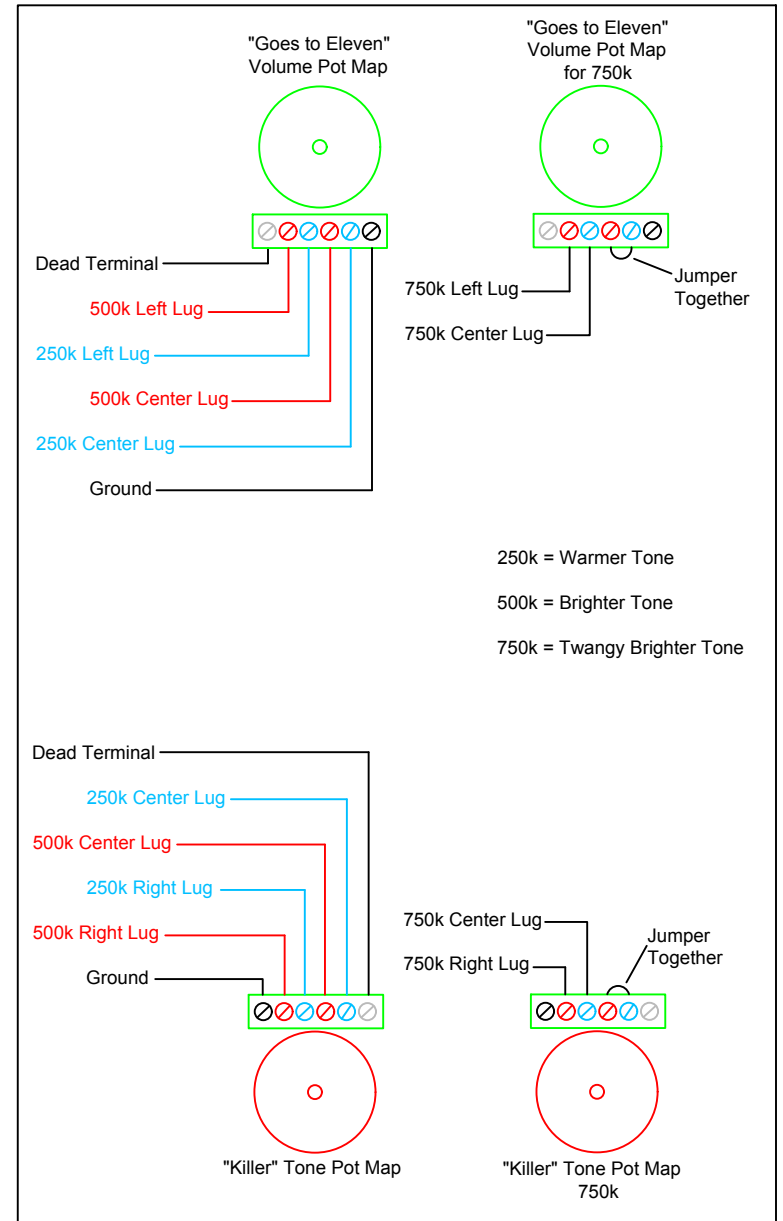 "Goes to Eleven"
Volume Pot Map
"Goes to Eleven"
Volume Pot Map
for 750k
Dead Terminal
500k Left Lug
250k Left Lug
500k Center Lug
250k Center Lug
Ground
750k Left Lug
750k Center Lug
Jumper
Together
250k = Warmer Tone
500k = Brighter Tone
750k = Twangy Brighter Tone
Dead Terminal
250k Center Lug
500k Center Lug
250k Right Lug
500k Right Lug
Ground
750k Center Lug
750k Right Lug
Jumper
Together
"Killer" Tone Pot Map
"Killer" Tone Pot Map
750k